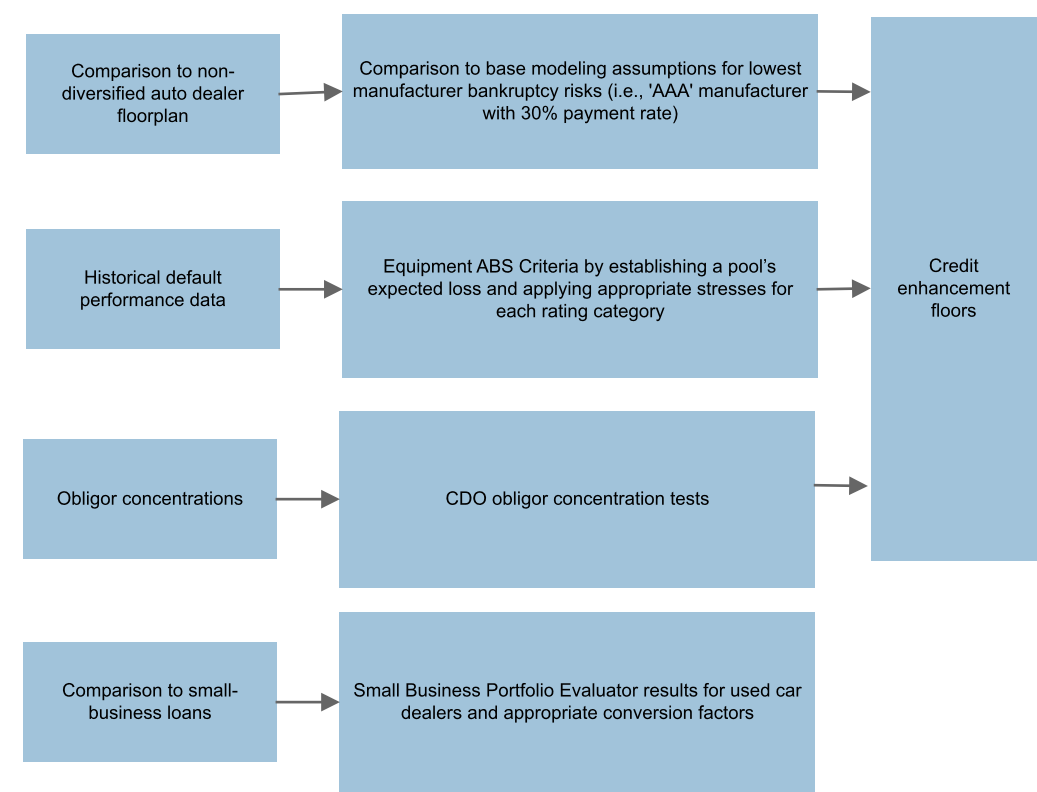 Comparison to non-
diversified auto dealer
floorplan
Comparison to base modeling assumptions for lowest
manufacturer bankruptcy risks (i.e., 'AAA' manufacturer
with 30% payment rate)
Historical default
performance data
Equipment ABS Criteria by establishing a pool’s
expected loss and applying appropriate stresses for
each rating category
Credit
enhancement
floors
Obligor concentrations
CDO obligor concentration tests
Comparison to small-
business loans
Small Business Portfolio Evaluator results for used car
dealers and appropriate conversion factors